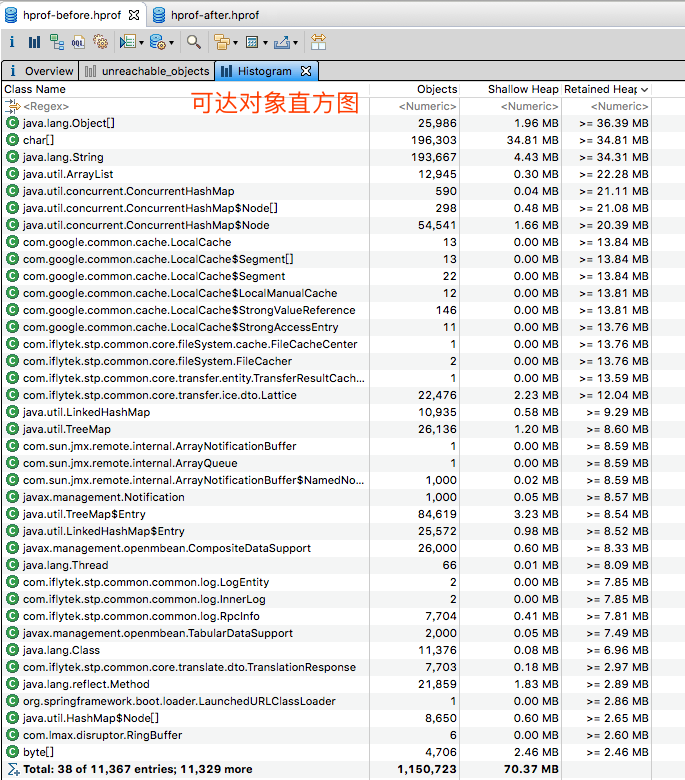 hprof-before.hprof hprof-after.hprof
i OQL
i Overview unreachable_objects Histogram
Class Name Objects Shallow Heap Retained Heap
<Regex> 可达对象直方图 <Numeric> <Numeric> <Numeric>
java.lang.Object[] 25,986 1.96 MB >= 36.39 MB
char[] 196,303 34.81 MB >= 34.81 MB
java.lang.String 193,667 4.43 MB >= 34.31 MB
java.util.ArrayList 12,945 0.30 MB >= 22.28 MB
java.util.concurrent.ConcurrentHashMap 590 0.04 MB >= 21.11 MB
java.util.concurrent.ConcurrentHashMap$Node[] 298 0.48 MB >= 21.08 MB
java.util.concurrent.ConcurrentHashMap$Node 54,541 1.66 MB >= 20.39 MB
com.google.common.cache.LocalCache 13 0.00 MB >= 13.84 MB
com.google.common.cache.LocalCache$Segment[] 13 0.00 MB >= 13.84 MB
com.google.common.cache.LocalCache$Segment 22 0.00 MB >= 13.84 MB
com.google.common.cache.LocalCache$LocalManualCache 12 0.00 MB >= 13.81 MB
com.google.common.cache.LocalCache$StrongValueReference 146 0.00 MB >= 13.81 MB
com.google.common.cache.LocalCache$StrongAccessEntry 11 0.00 MB >= 13.76 MB
com.iflytek.stp.common.core.fileSystem.cache.FileCacheCenter 1 0.00 MB >= 13.76 MB
com.iflytek.stp.common.core.fileSystem.FileCacher 2 0.00 MB >= 13.76 MB
com.iflytek.stp.common.core.transfer.entity.TransferResultCach... 1 0.00 MB >= 13.59 MB
com.iflytek.stp.common.core.transfer.ice.dto.Lattice 22,476 2.23 MB >= 12.04 MB
java.util.LinkedHashMap 10,935 0.58 MB >= 9.29 MB
java.util.TreeMap 26,136 1.20 MB >= 8.60 MB
com.sun.jmx.remote.internal.ArrayNotificationBuffer 1 0.00 MB >= 8.59 MB
com.sun.jmx.remote.internal.ArrayQueue 1 0.00 MB >= 8.59 MB
com.sun.jmx.remote.internal.ArrayNotificationBuffer$NamedNo... 1,000 0.02 MB >= 8.59 MB
javax.management.Notification 1,000 0.05 MB >= 8.57 MB
java.util.TreeMap$Entry 84,619 3.23 MB >= 8.54 MB
java.util.LinkedHashMap$Entry 25,572 0.98 MB >= 8.52 MB
javax.management.openmbean.CompositeDataSupport 26,000 0.60 MB >= 8.33 MB
java.lang.Thread 66 0.01 MB >= 8.09 MB
com.iflytek.stp.common.common.log.LogEntity 2 0.00 MB >= 7.85 MB
com.iflytek.stp.common.common.log.InnerLog 2 0.00 MB >= 7.85 MB
com.iflytek.stp.common.common.log.RpcInfo 7,704 0.41 MB >= 7.81 MB
javax.management.openmbean.TabularDataSupport 2,000 0.05 MB >= 7.49 MB
java.lang.Class 11,376 0.08 MB >= 6.96 MB
com.iflytek.stp.common.core.translate.dto.TranslationResponse 7,703 0.18 MB >= 2.97 MB
java.lang.reflect.Method 21,859 1.83 MB >= 2.89 MB
org.springframework.boot.loader.LaunchedURLClassLoader 1 0.00 MB >= 2.86 MB
java.util.HashMap$Node[] 8,650 0.60 MB >= 2.65 MB
com.lmax.disruptor.RingBuffer 6 0.00 MB >= 2.60 MB
byte[] 4,706 2.46 MB >= 2.46 MB
Total: 38 of 11,367 entries; 11,329 more 1,150,723 70.37 MB